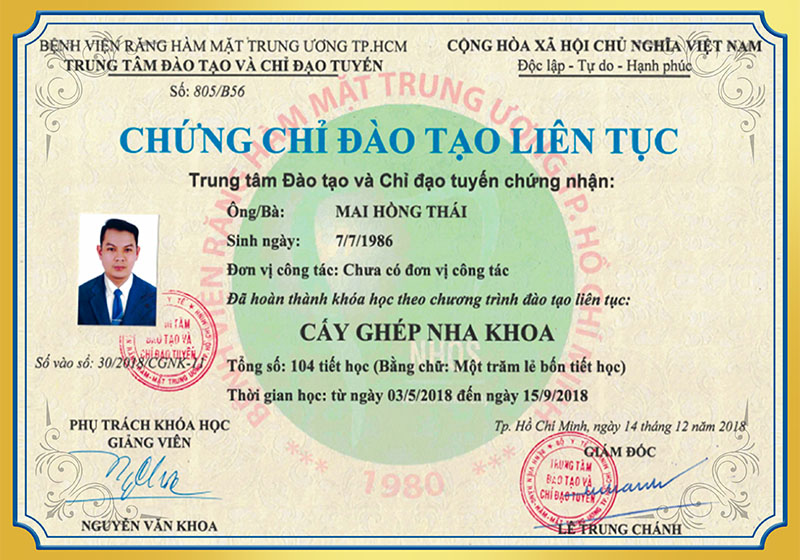 BỆNH VIỆN RĂNG HÀM MẶT TRUNG ƯƠNG TP.HCM
TRUNG TÂM ĐÀO TẠO VÀ CHỈ ĐẠO TUYẾN
Số: 805/B56
CỘNG HÒA XÃ HỘI CHỦ NGHĨA VIỆT NAM
Độc lập - Tự do - Hạnh phúc
CHỨNG CHỈ ĐÀO TẠO LIÊN TỤC
Trung tâm Đào tạo và Chỉ đạo tuyến chứng nhận:
Ông/Bà: MAI HỒNG THÁI
Sinh ngày: 7/7/1986
Đơn vị công tác: Chưa có đơn vị công tác
Đã hoàn thành khóa học theo chương trình đào tạo liên tục:
CẤY GHÉP NHA KHOA
Tổng số: 104 tiết học (Bằng chữ: Một trăm lẻ bốn tiết học)
Thời gian học: từ ngày 03/5/2018 đến ngày 15/9/2018
Số vào sổ: 30/2018/CGNK-LT
PHỤ TRÁCH KHÓA HỌC
GIẢNG VIÊN
NGUYỄN VĂN KHOA
Tp. Hồ Chí Minh, ngày 14 tháng 12 năm 2018
GIÁM ĐỐC
TRUNG TÂM
ĐÀO TẠO VÀ
CHỈ ĐẠO TUYẾN
LÊ TRUNG CHÁNH
BỆNH VIỆN RĂNG HÀM MẶT TRUNG ƯƠNG TP. HỒ CHÍ MINH
NHOS
*** 1980 ***